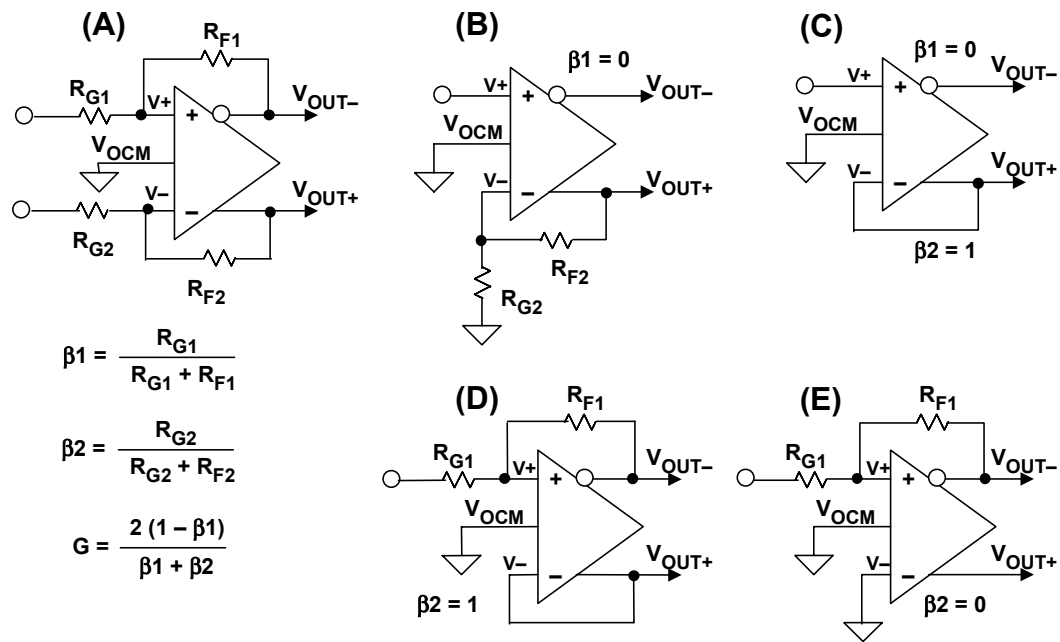 (A)
R_F1
R_G1
V+
+
V_OUT–
V_OCM
V–
–
V_OUT+
R_G2
R_F2
(B)
β1 = 0
V+
+
V_OUT–
V_OCM
V–
–
V_OUT+
R_F2
R_G2
(C)
β1 = 0
V+
+
V_OUT–
V_OCM
V–
–
V_OUT+
β2 = 1
β1 = R_G1 / (R_G1 + R_F1)
β2 = R_G2 / (R_G2 + R_F2)
G = 2 (1 – β1) / (β1 + β2)
(D)
R_F1
R_G1
V+
+
V_OUT–
V_OCM
V–
–
V_OUT+
β2 = 1
(E)
R_F1
R_G1
V+
+
V_OUT–
V_OCM
V–
–
V_OUT+
β2 = 0